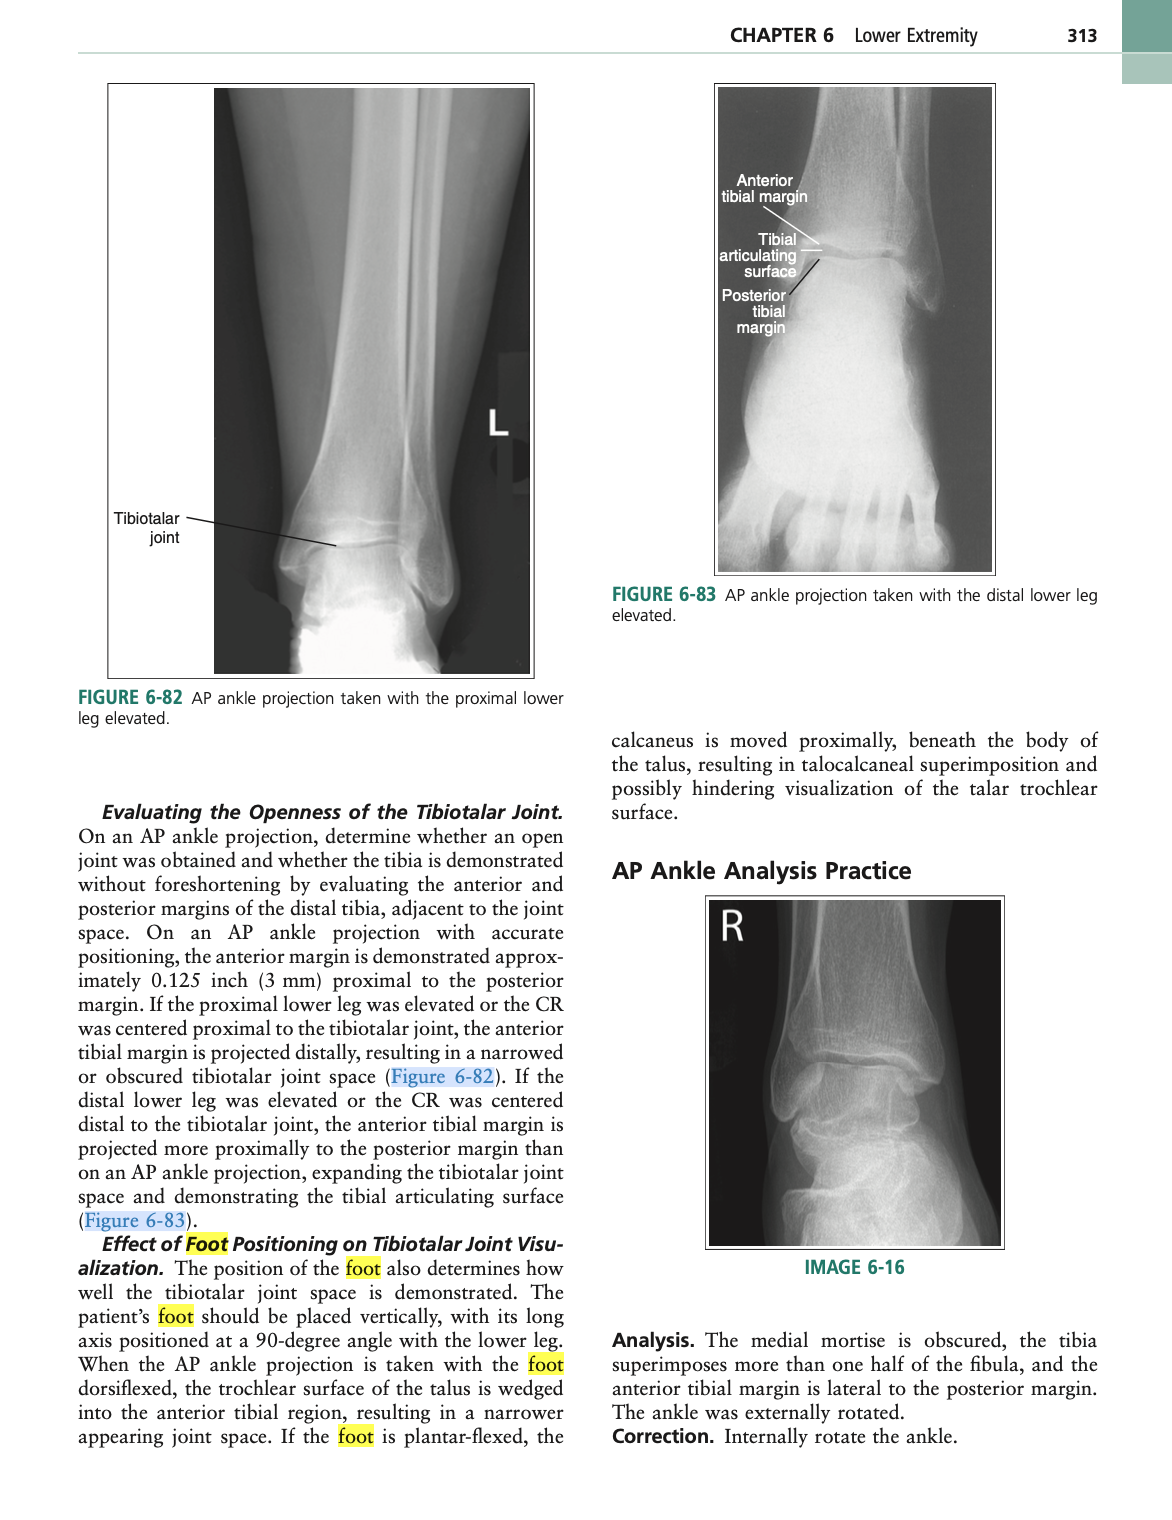 CHAPTER 6 Lower Extremity 313
Tibiotalar
joint
L
FIGURE 6-82 AP ankle projection taken with the proximal lower
leg elevated.
Evaluating the Openness of the Tibiotalar Joint.
On an AP ankle projection, determine whether an open
joint was obtained and whether the tibia is demonstrated
without foreshortening by evaluating the anterior and
posterior margins of the distal tibia, adjacent to the joint
space. On an AP ankle projection with accurate
positioning, the anterior margin is demonstrated approx-
imately 0.125 inch (3 mm) proximal to the posterior
margin. If the proximal lower leg was elevated or the CR
was centered proximal to the tibiotalar joint, the anterior
tibial margin is projected distally, resulting in a narrowed
or obscured tibiotalar joint space (Figure 6-82). If the
distal lower leg was elevated or the CR was centered
distal to the tibiotalar joint, the anterior tibial margin is
projected more proximally to the posterior margin than
on an AP ankle projection, expanding the tibiotalar joint
space and demonstrating the tibial articulating surface
(Figure 6-83).
Effect of Foot Positioning on Tibiotalar Joint Visu-
alization. The position of the foot also determines how
well the tibiotalar joint space is demonstrated. The
patient's foot should be placed vertically, with its long
axis positioned at a 90-degree angle with the lower leg.
When the AP ankle projection is taken with the foot
dorsiflexed, the trochlear surface of the talus is wedged
into the anterior tibial region, resulting in a narrower
appearing joint space. If the foot is plantar-flexed, the
Anterior
tibial margin
Tibial
articulating
surface
Posterior
tibial
margin
FIGURE 6-83 AP ankle projection taken with the distal lower leg
elevated.
calcaneus is moved proximally, beneath the body of
the talus, resulting in talocalcaneal superimposition and
possibly hindering visualization of the talar trochlear
surface.
AP Ankle Analysis Practice
R
IMAGE 6-16
Analysis. The medial mortise is obscured, the tibia
superimposes more than one half of the fibula, and the
anterior tibial margin is lateral to the posterior margin.
The ankle was externally rotated.
Correction. Internally rotate the ankle.